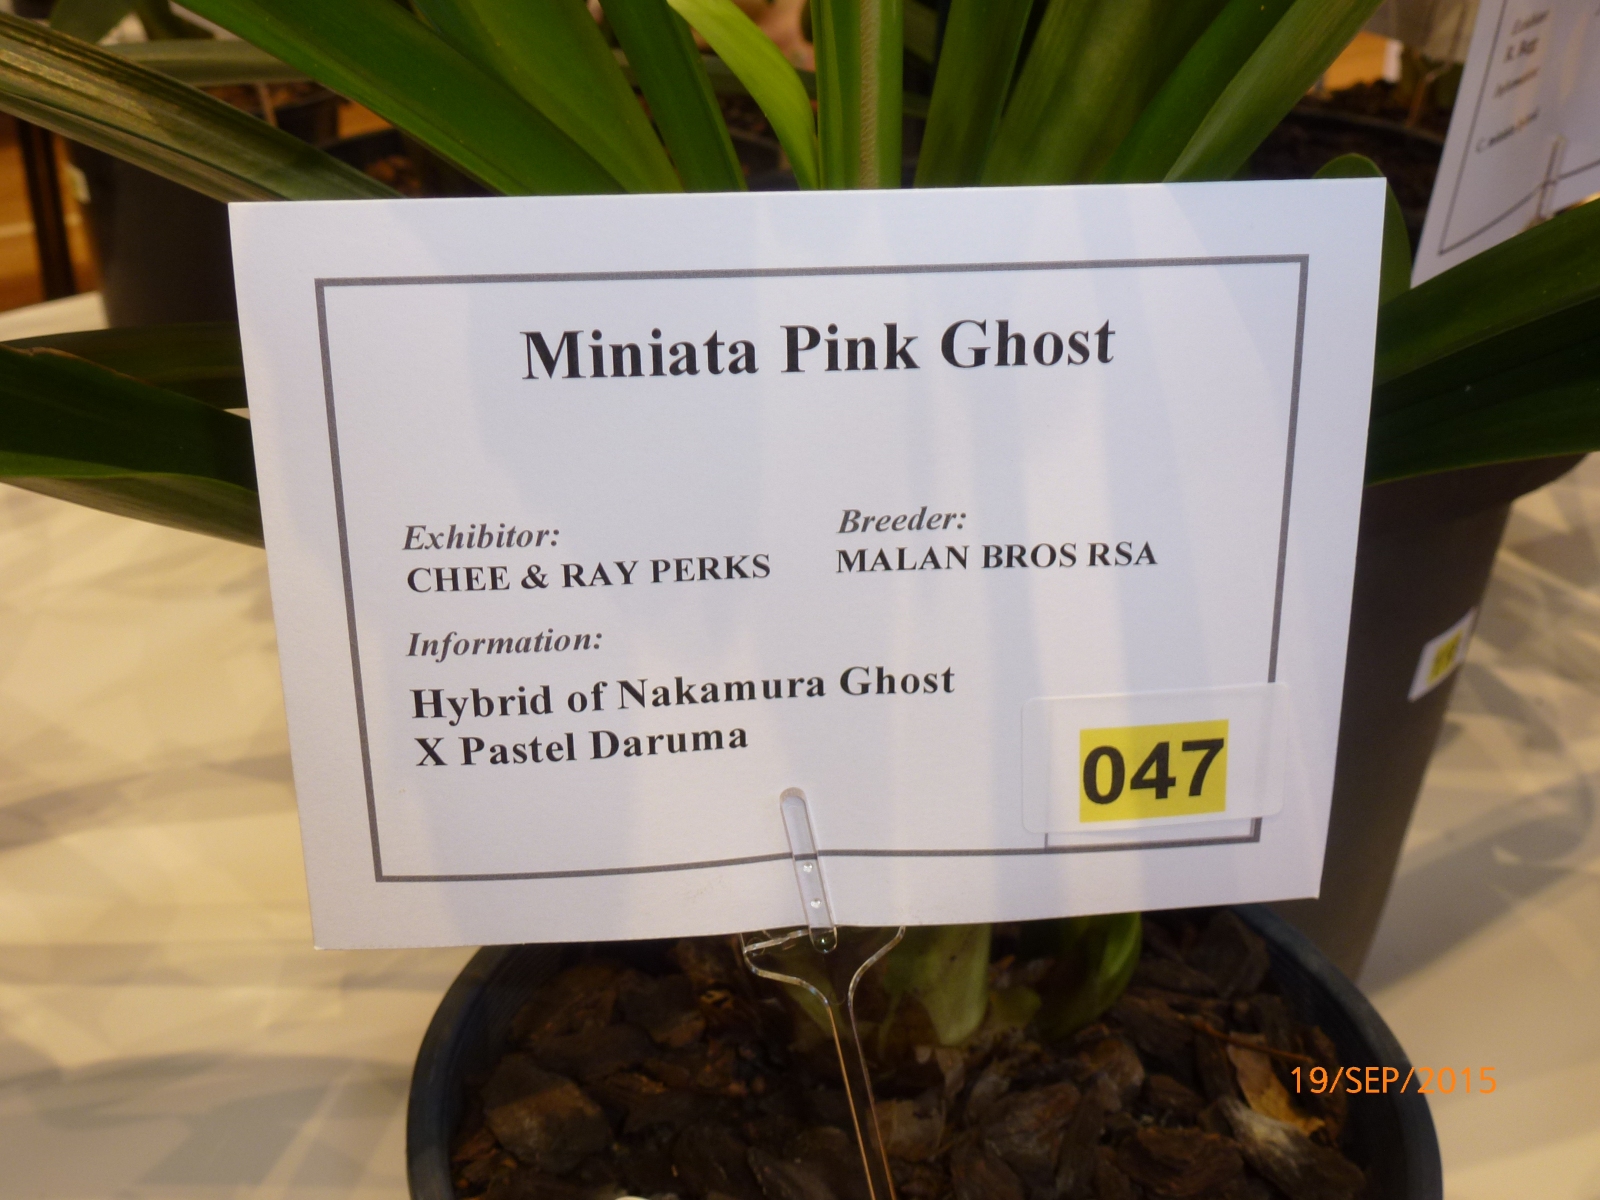 Miniata Pink Ghost
Exhibitor:
CHEE & RAY PERKS
Breeder:
MALAN BROS RSA
Information:
Hybrid of Nakamura Ghost
X Pastel Daruma
047
19/SEP/2015